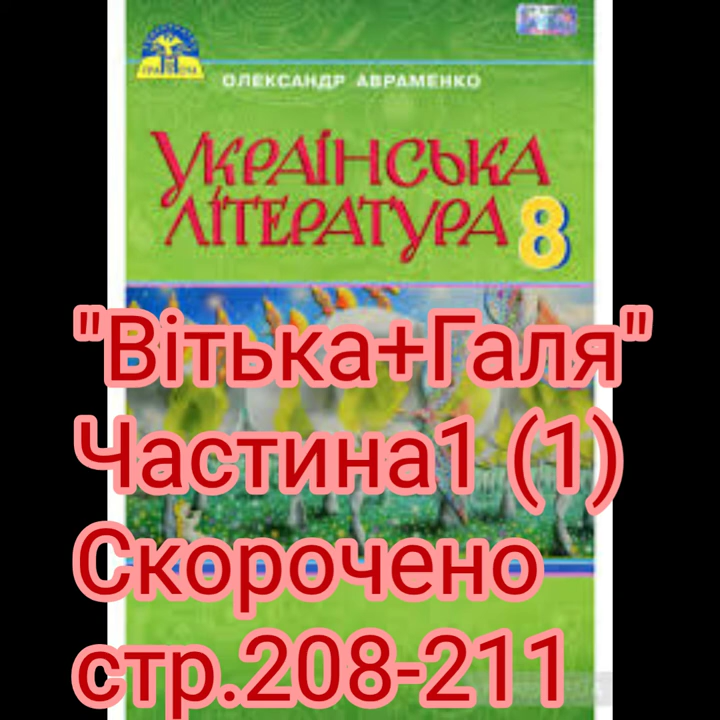 ОЛЕКСАНДР АВРАМЕНКО
УКРАЇНСЬКА
ЛІТЕРАТУРА 8
"Вітька+Галя"
Частина1 (1)
Скорочено
стр.208-211